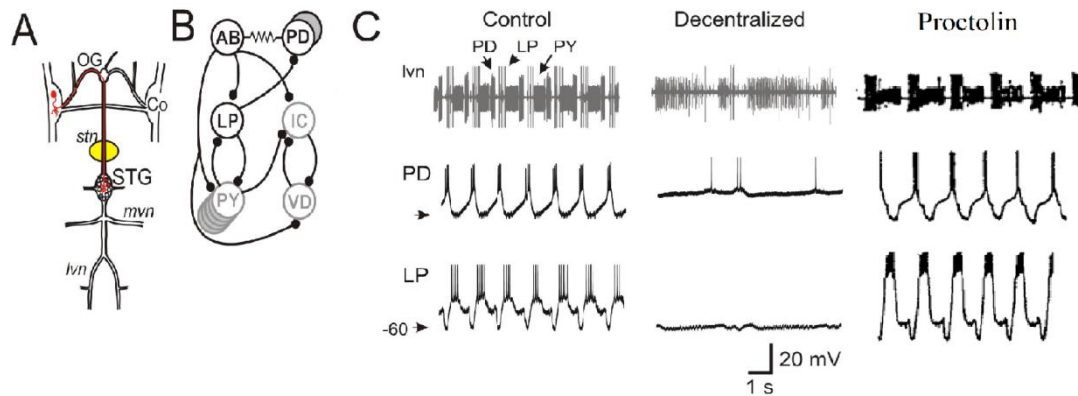 A
OG
Co
stn
STG
mvn
lvn
B
AB
PD
LP
IC
PY
VD
C
Control
Decentralized
Proctolin
PD
LP
PY
lvn
PD
LP
-60
20 mV
1 s